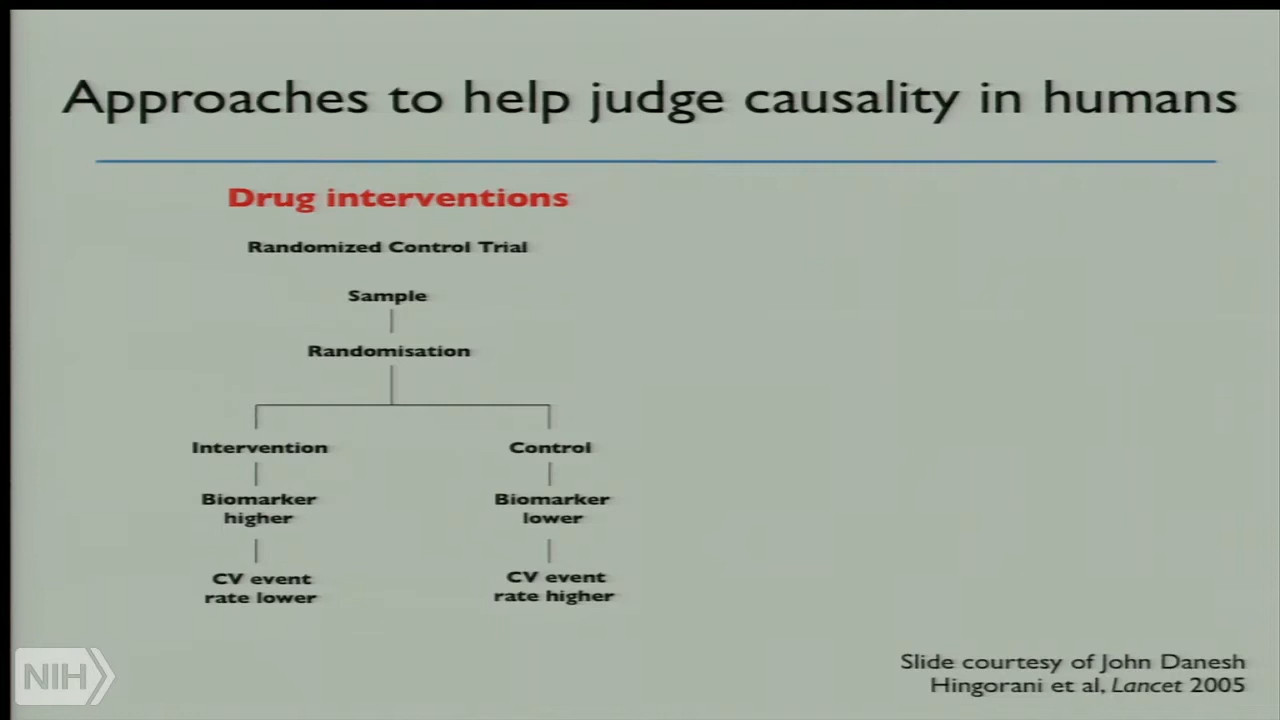 Approaches to help judge causality in humans
Drug interventions
Randomized Control Trial
Sample
Randomisation
Intervention
Control
Biomarker
higher
Biomarker
lower
CV event
rate lower
CV event
rate higher
Slide courtesy of John Danesh
Hingorani et al, Lancet 2005
NIH